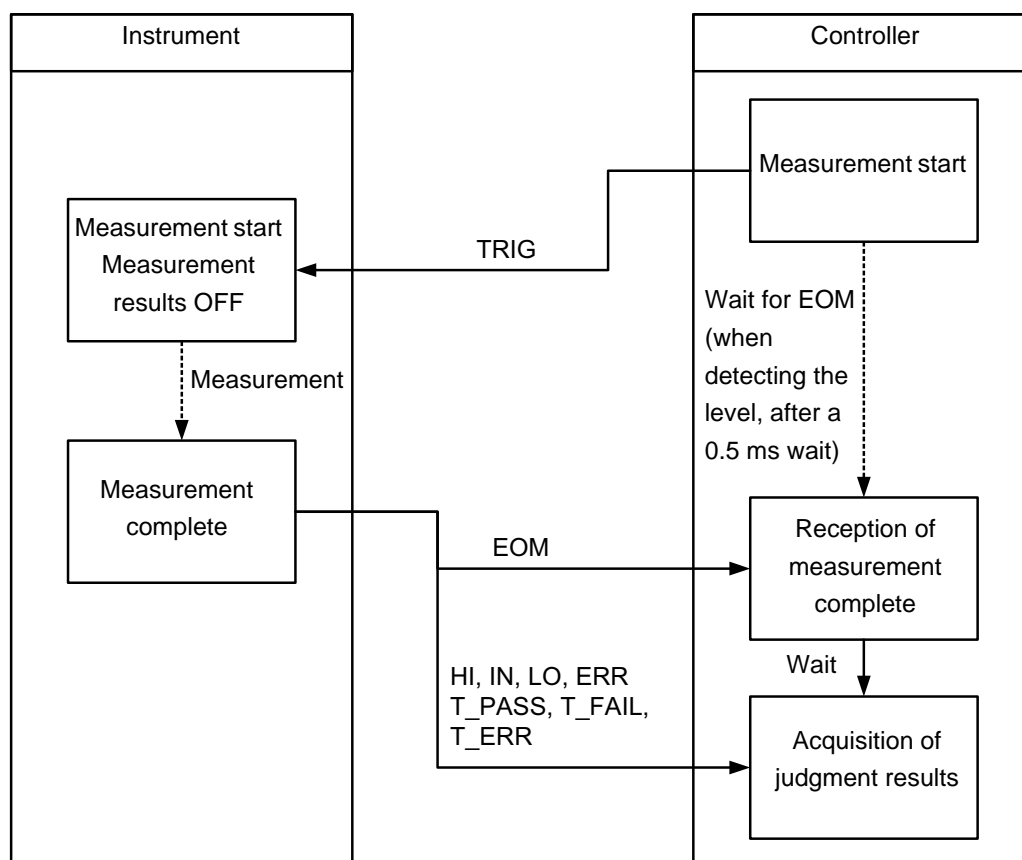 Instrument
Controller
Measurement start
Measurement start
Measurement
results OFF
TRIG
Wait for EOM
(when
detecting the
level, after a
0.5 ms wait)
Measurement
Measurement
complete
EOM
Reception of
measurement
complete
Wait
HI, IN, LO, ERR
T_PASS, T_FAIL,
T_ERR
Acquisition of
judgment results